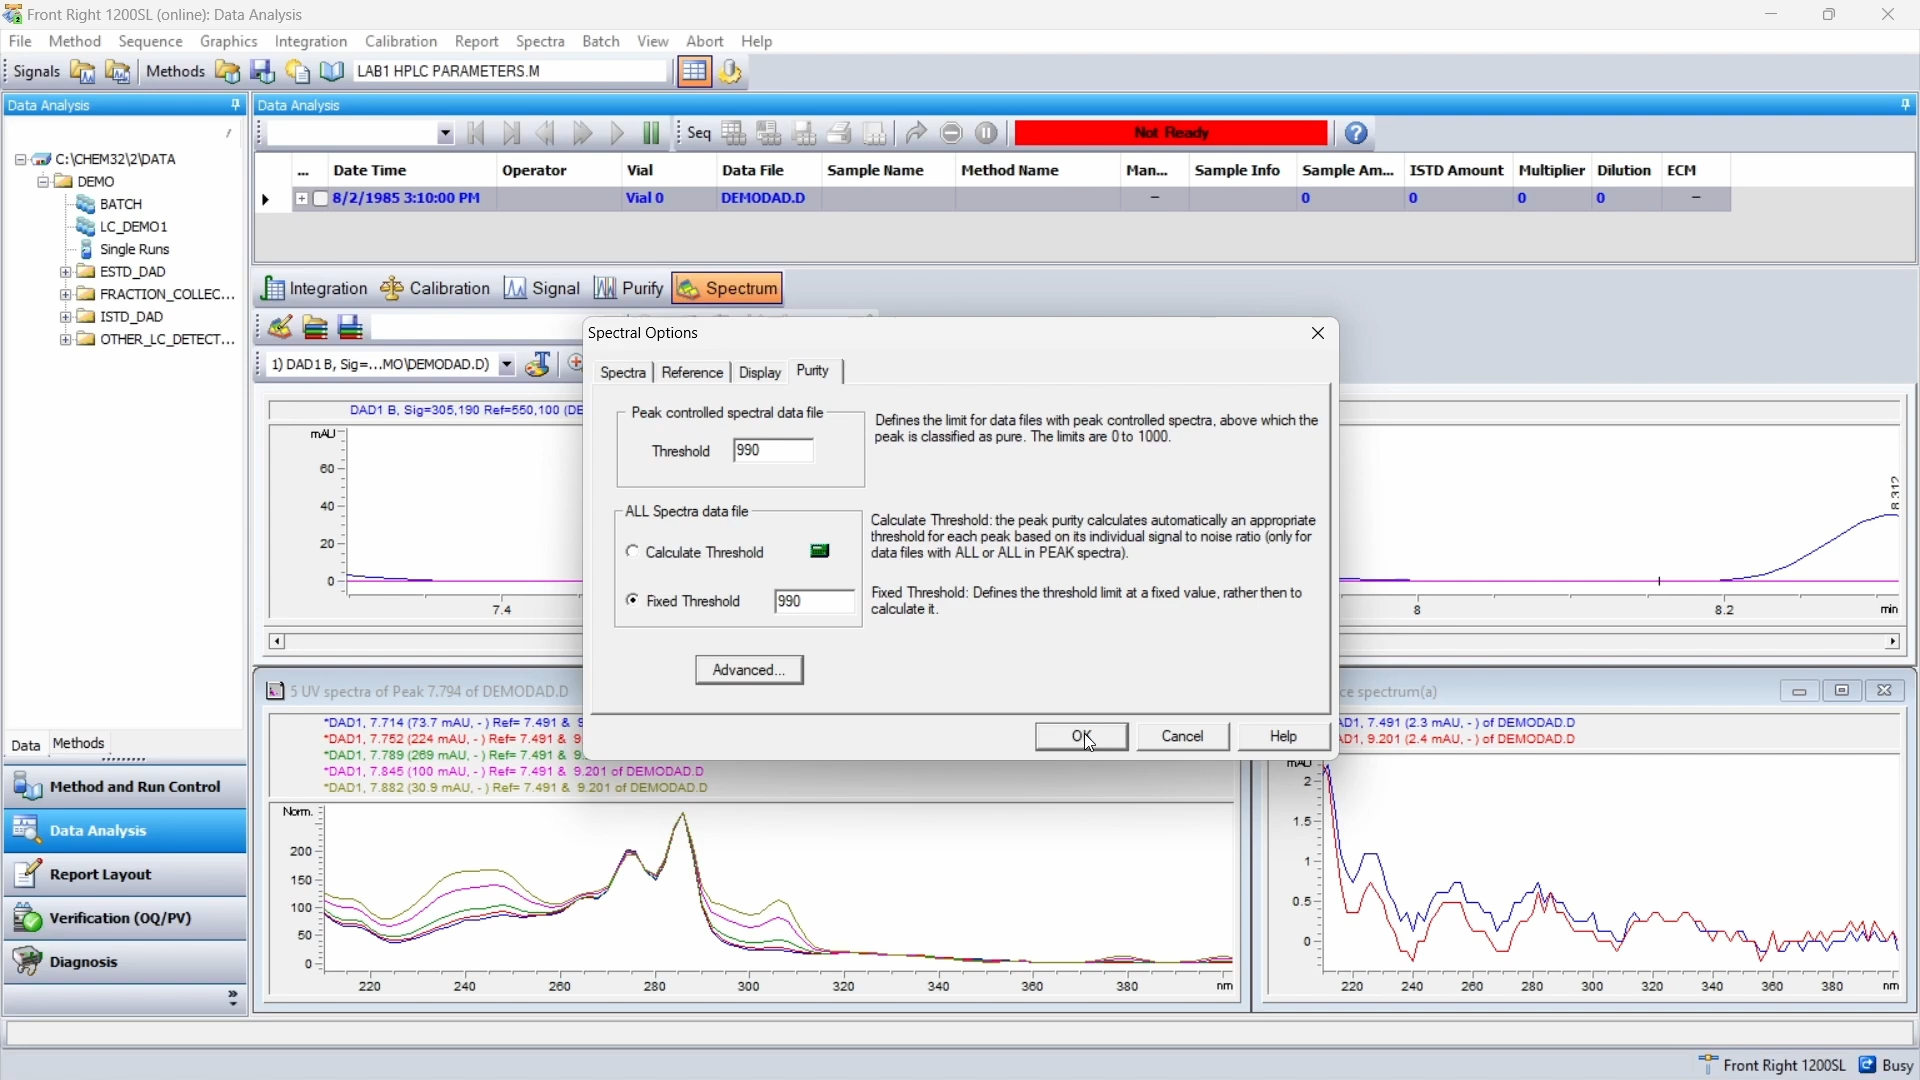 Front Right 1200SL (online): Data Analysis
File Method Sequence Graphics Integration Calibration Report Spectra Batch View Abort Help
Signals Methods LAB1 HPLC PARAMETERS.M
Data Analysis
Data Analysis
Seq Not Ready
C:\CHEM32\2\DATA
DEMO
BATCH
LC_DEMO1
Single Runs
ESTD_DAD
FRACTION_COLLEC...
ISTD_DAD
OTHER_LC_DETECT...
... Date Time Operator Vial Data File Sample Name Method Name Man... Sample Info Sample Am... ISTD Amount Multiplier Dilution ECM
8/2/1985 3:10:00 PM Vial 0 DEMODAD.D - 0 0 0 0 -
Integration Calibration Signal Purify Spectrum
1) DAD1 B, Sig=...MO\DEMODAD.D)
DAD1 B, Sig=305,190 Ref=550,100 (DE
mAU
60
40
20
0
7.4 8 8.2 min
8.312
Spectral Options
Spectra Reference Display Purity
Peak controlled spectral data file
Threshold 990
Defines the limit for data files with peak controlled spectra, above which the
peak is classified as pure. The limits are 0 to 1000.
ALL Spectra data file
Calculate Threshold
Calculate Threshold: the peak purity calculates automatically an appropriate
threshold for each peak based on its individual signal to noise ratio (only for
data files with ALL or ALL in PEAK spectra).
Fixed Threshold 990
Fixed Threshold: Defines the threshold limit at a fixed value, rather then to
calculate it.
Advanced...
OK Cancel Help
5 UV spectra of Peak 7.794 of DEMODAD.D
*DAD1, 7.714 (73.7 mAU, - ) Ref= 7.491 & 9
*DAD1, 7.752 (224 mAU, - ) Ref= 7.491 & 9.
*DAD1, 7.789 (269 mAU, - ) Ref= 7.491 & 9.
*DAD1, 7.845 (100 mAU, - ) Ref= 7.491 & 9.201 of DEMODAD.D
*DAD1, 7.882 (30.9 mAU, - ) Ref= 7.491 & 9.201 of DEMODAD.D
Norm.
200
150
100
50
0
220 240 260 280 300 320 340 360 380 nm
ce spectrum(a)
AD1, 7.491 (2.3 mAU, - ) of DEMODAD.D
AD1, 9.201 (2.4 mAU, - ) of DEMODAD.D
mAU
2
1.5
1
0.5
0
220 240 260 280 300 320 340 360 380 nm
Data Methods
Method and Run Control
Data Analysis
Report Layout
Verification (OQ/PV)
Diagnosis
Front Right 1200SL Busy